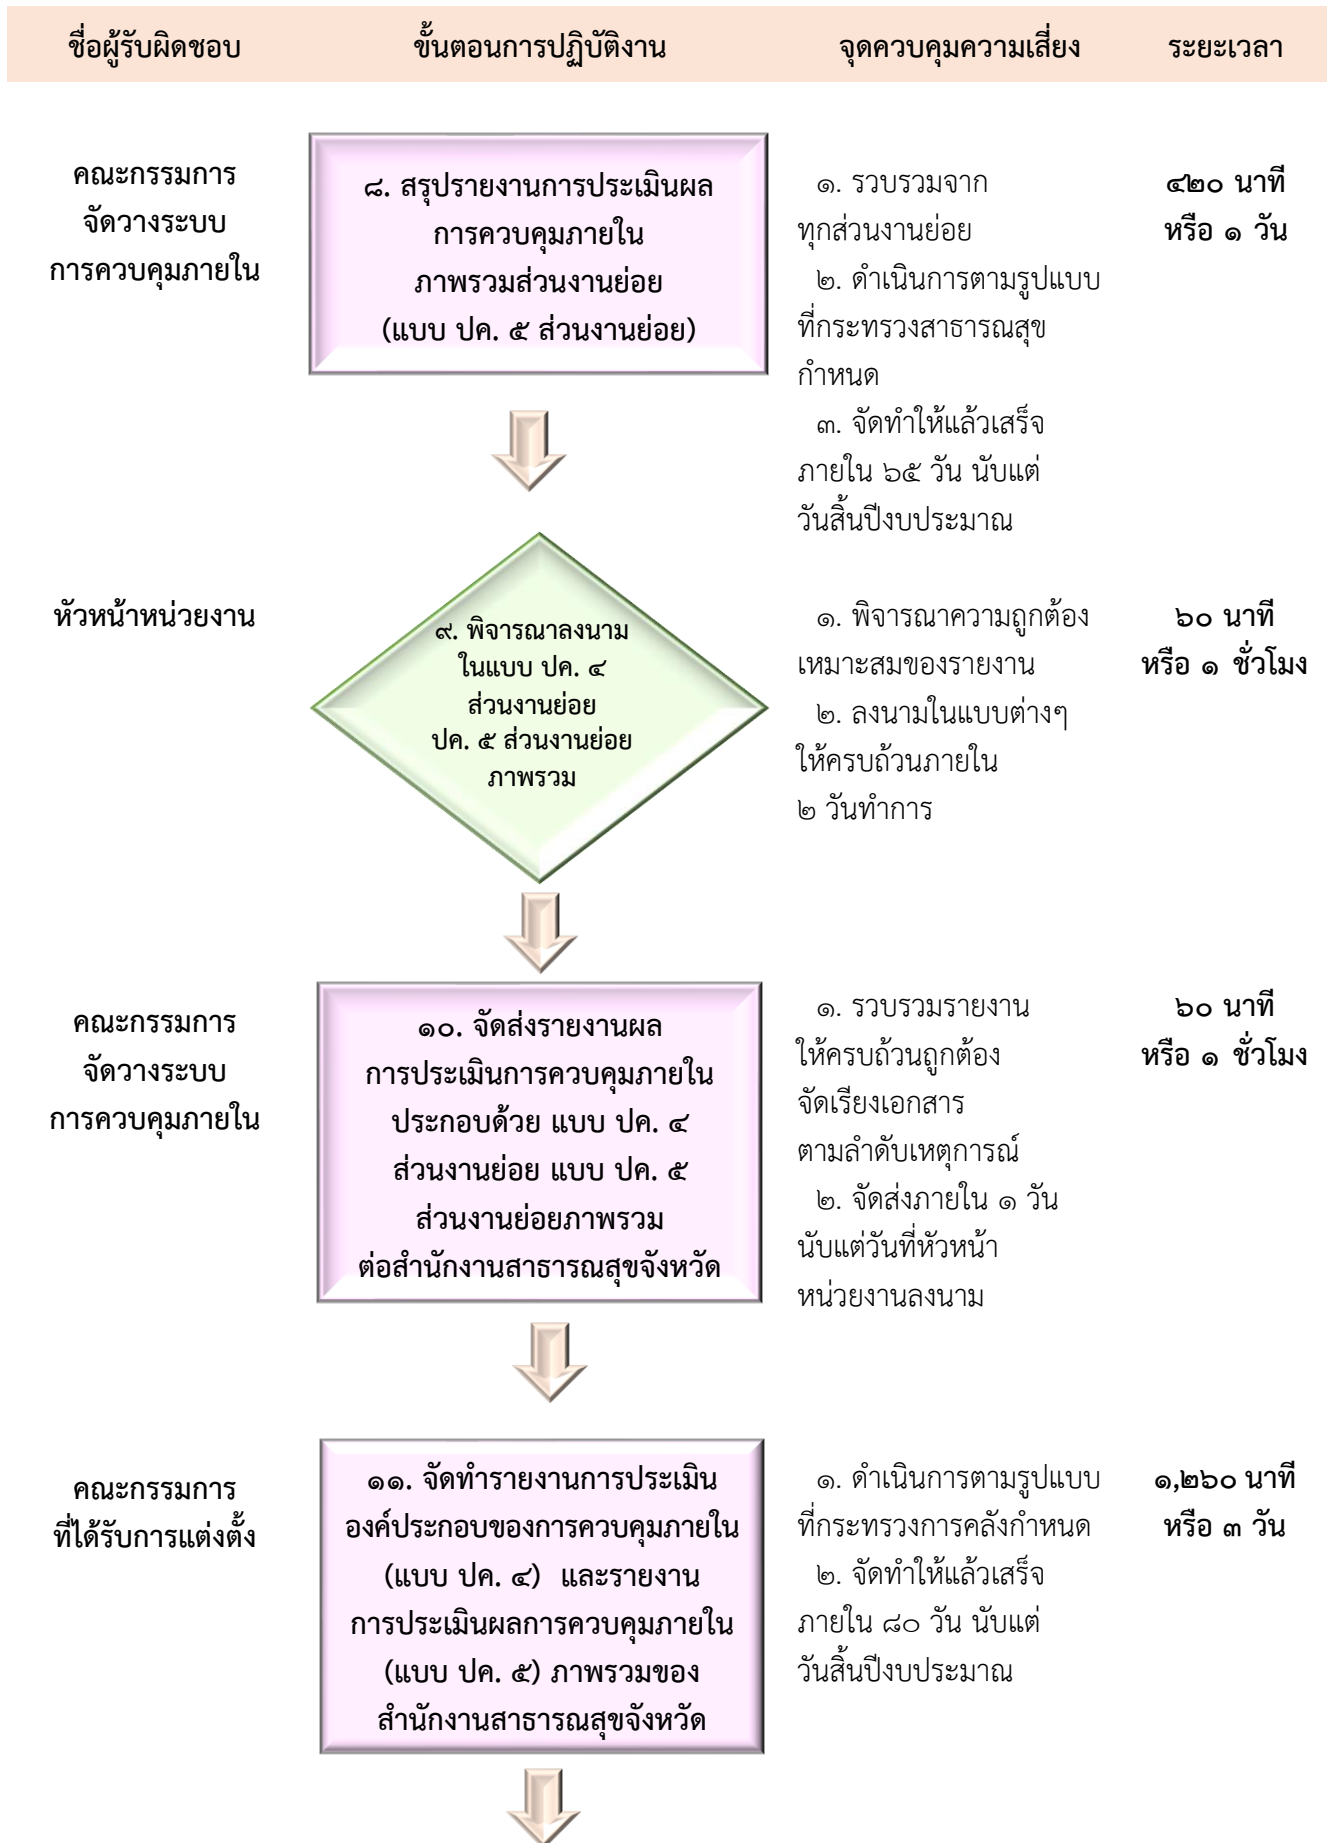 ชื่อผู้รับผิดชอบ ขั้นตอนการปฏิบัติงาน จุดควบคุมความเสี่ยง ระยะเวลา
คณะกรรมการ
จัดวางระบบ
การควบคุมภายใน
๘. สรุปรายงานการประเมินผล
การควบคุมภายใน
ภาพรวมส่วนงานย่อย
(แบบ ปค. ๕ ส่วนงานย่อย)
๑. รวบรวมจาก
ทุกส่วนงานย่อย
๒. ดำเนินการตามรูปแบบ
ที่กระทรวงสาธารณสุข
กำหนด
๓. จัดทำให้แล้วเสร็จ
ภายใน ๖๕ วัน นับแต่
วันสิ้นปีงบประมาณ
๔๒๐ นาที
หรือ ๑ วัน
หัวหน้าหน่วยงาน
๙. พิจารณาลงนาม
ในแบบ ปค. ๔
ส่วนงานย่อย
ปค. ๕ ส่วนงานย่อย
ภาพรวม
๑. พิจารณาความถูกต้อง
เหมาะสมของรายงาน
๒. ลงนามในแบบต่างๆ
ให้ครบถ้วนภายใน
๒ วันทำการ
๖๐ นาที
หรือ ๑ ชั่วโมง
คณะกรรมการ
จัดวางระบบ
การควบคุมภายใน
๑๐. จัดส่งรายงานผล
การประเมินการควบคุมภายใน
ประกอบด้วย แบบ ปค. ๔
ส่วนงานย่อย แบบ ปค. ๕
ส่วนงานย่อยภาพรวม
ต่อสำนักงานสาธารณสุขจังหวัด
๑. รวบรวมรายงาน
ให้ครบถ้วนถูกต้อง
จัดเรียงเอกสาร
ตามลำดับเหตุการณ์
๒. จัดส่งภายใน ๑ วัน
นับแต่วันที่หัวหน้า
หน่วยงานลงนาม
๖๐ นาที
หรือ ๑ ชั่วโมง
คณะกรรมการ
ที่ได้รับการแต่งตั้ง
๑๑. จัดทำรายงานการประเมิน
องค์ประกอบของการควบคุมภายใน
(แบบ ปค. ๔) และรายงาน
การประเมินผลการควบคุมภายใน
(แบบ ปค. ๕) ภาพรวมของ
สำนักงานสาธารณสุขจังหวัด
๑. ดำเนินการตามรูปแบบ
ที่กระทรวงการคลังกำหนด
๒. จัดทำให้แล้วเสร็จ
ภายใน ๘๐ วัน นับแต่
วันสิ้นปีงบประมาณ
๑,๒๖๐ นาที
หรือ ๓ วัน